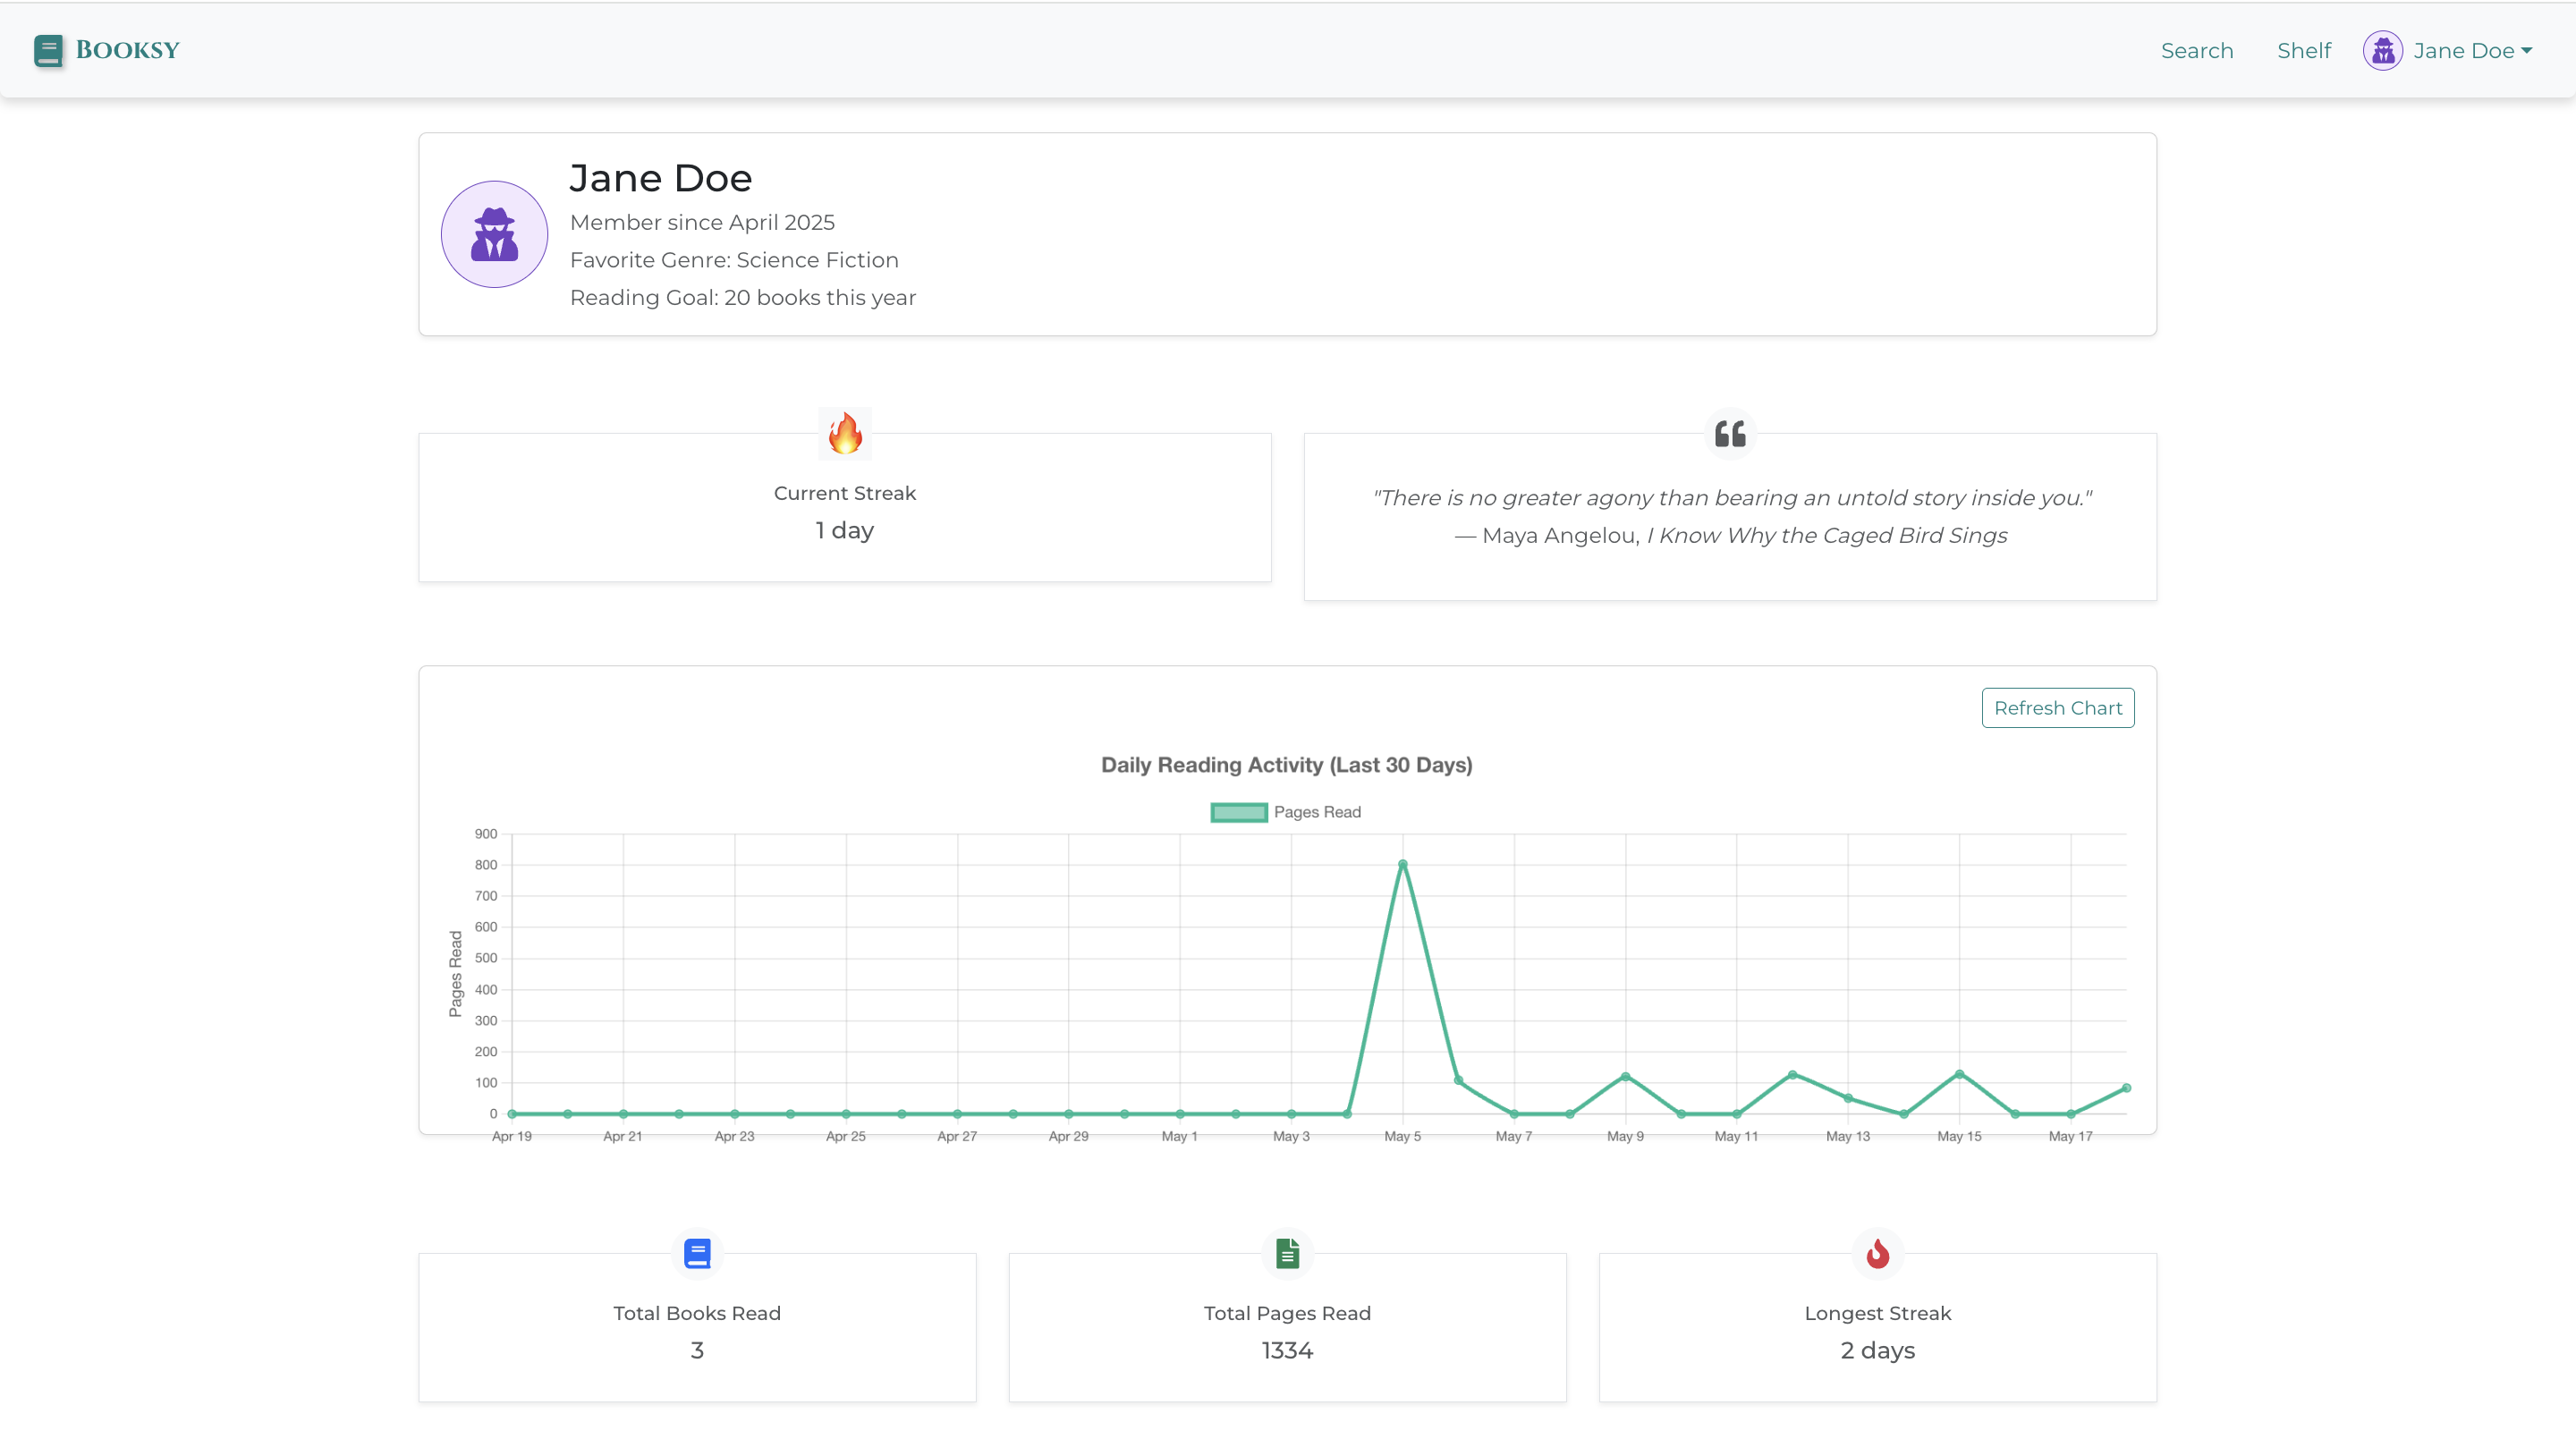 BOOKSY
Search
Shelf
Jane Doe
Jane Doe
Member since April 2025
Favorite Genre: Science Fiction
Reading Goal: 20 books this year
Current Streak
1 day
"There is no greater agony than bearing an untold story inside you."
— Maya Angelou, I Know Why the Caged Bird Sings
Refresh Chart
Daily Reading Activity (Last 30 Days)
Pages Read
Pages Read
900
800
700
600
500
400
300
200
100
0
Apr 19 Apr 21 Apr 23 Apr 25 Apr 27 Apr 29 May 1 May 3 May 5 May 7 May 9 May 11 May 13 May 15 May 17
Total Books Read
3
Total Pages Read
1334
Longest Streak
2 days